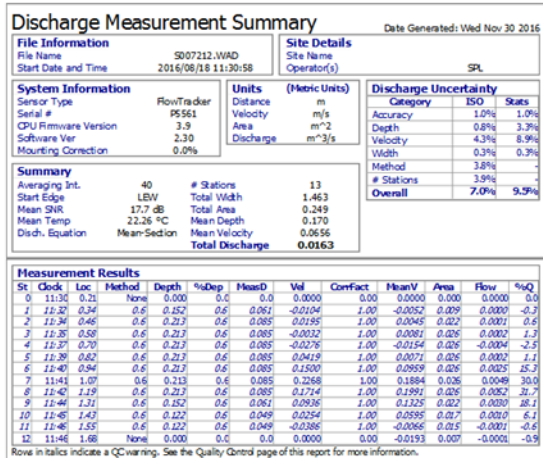 Discharge Measurement Summary
Date Generated: Wed Nov 30 2016
File Information
File Name S007212.WAD
Start Date and Time 2016/08/18 11:30:58
Site Details
Site Name
Operator(s) SPL
System Information
Sensor Type FlowTracker
Serial # P5561
CPU Firmware Version 3.9
Software Ver 2.30
Mounting Correction 0.0%
Units (Metric Units)
Distance m
Velocity m/s
Area m^2
Discharge m^3/s
Discharge Uncertainty
Category ISO Stats
Accuracy 1.0% 1.0%
Depth 0.8% 3.3%
Velocity 4.3% 8.9%
Width 0.3% 0.3%
Method 3.8% -
# Stations 3.9% -
Overall 7.0% 9.5%
Summary
Averaging Int. 40 # Stations 13
Start Edge LEW Total Width 1.463
Mean SNR 17.7 dB Total Area 0.249
Mean Temp 22.26 °C Mean Depth 0.170
Disch. Equation Mean-Section Mean Velocity 0.0656
Total Discharge 0.0163
Measurement Results
St Clock Loc Method Depth %Dep MeasD Vel CorrFact MeanV Area Flow %Q
0 11:30 0.21 None 0.000 0.0 0.0 0.0000 0.00 0.0000 0.000 0.0000 0.0
1 11:32 0.34 0.6 0.152 0.6 0.061 -0.0104 1.00 -0.0052 0.009 0.0000 -0.3
2 11:34 0.46 0.6 0.213 0.6 0.085 0.0195 1.00 0.0045 0.022 0.0001 0.6
3 11:35 0.58 0.6 0.213 0.6 0.085 -0.0032 1.00 0.0081 0.026 0.0002 1.3
4 11:37 0.70 0.6 0.213 0.6 0.085 -0.0276 1.00 -0.0154 0.026 -0.0004 -2.5
5 11:39 0.82 0.6 0.213 0.6 0.085 0.0419 1.00 0.0071 0.026 0.0002 1.1
6 11:40 0.94 0.6 0.213 0.6 0.085 0.1500 1.00 0.0959 0.026 0.0025 15.3
7 11:41 1.07 0.6 0.213 0.6 0.085 0.2268 1.00 0.1884 0.026 0.0049 30.0
8 11:42 1.19 0.6 0.213 0.6 0.085 0.1714 1.00 0.1991 0.026 0.0052 31.7
9 11:44 1.31 0.6 0.152 0.6 0.061 0.0936 1.00 0.1325 0.022 0.0030 18.1
10 11:45 1.43 0.6 0.122 0.6 0.049 0.0254 1.00 0.0595 0.017 0.0010 6.1
11 11:46 1.55 0.6 0.122 0.6 0.049 -0.0386 1.00 -0.0066 0.015 -0.0001 -0.6
12 11:46 1.68 None 0.000 0.0 0.0 0.0000 0.00 -0.0193 0.007 -0.0001 -0.9
Rows in italics indicate a QC warning. See the Quality Control page of this report for more information.